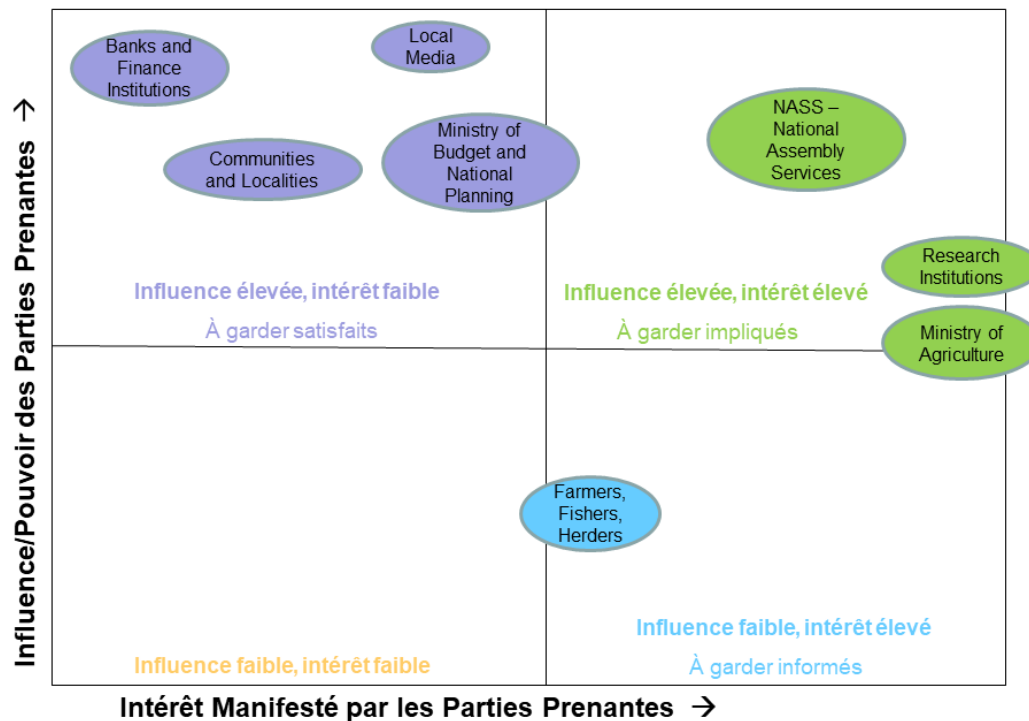 Influence/Pouvoir des Parties Prenantes →
Banks and
Finance
Institutions
Local
Media
NASS –
National
Assembly
Services
Communities
and Localities
Ministry of
Budget and
National
Planning
Research
Institutions
Influence élevée, intérêt faible
À garder satisfaits
Influence élevée, intérêt élevé
À garder impliqués
Ministry of
Agriculture
Farmers,
Fishers,
Herders
Influence faible, intérêt faible
Influence faible, intérêt élevé
À garder informés
Intérêt Manifesté par les Parties Prenantes →